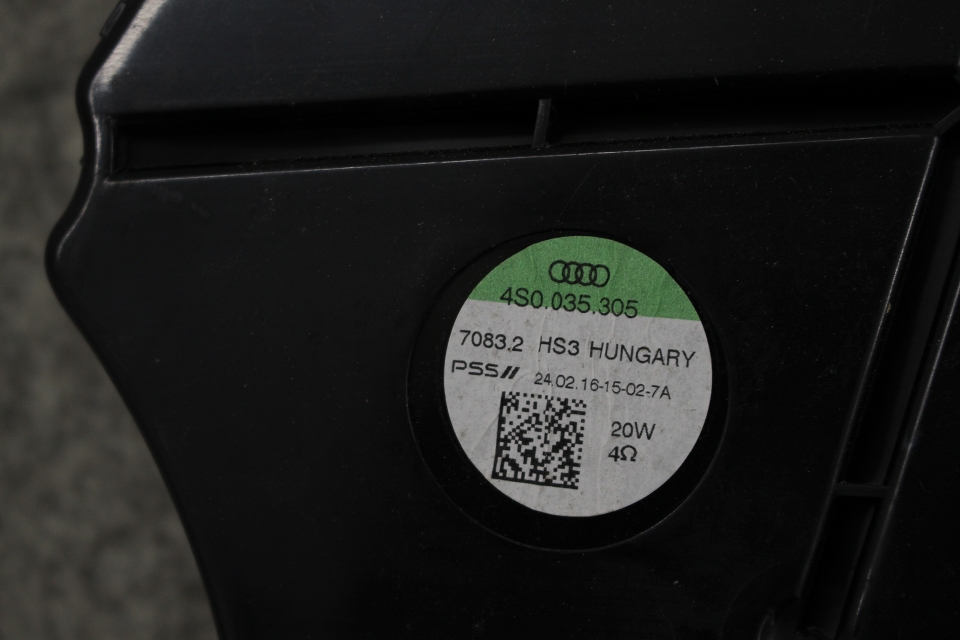 4S0.035.305
7083.2 HS3 HUNGARY
PSS 24.02.16-15-02-7A
20W
4Ω